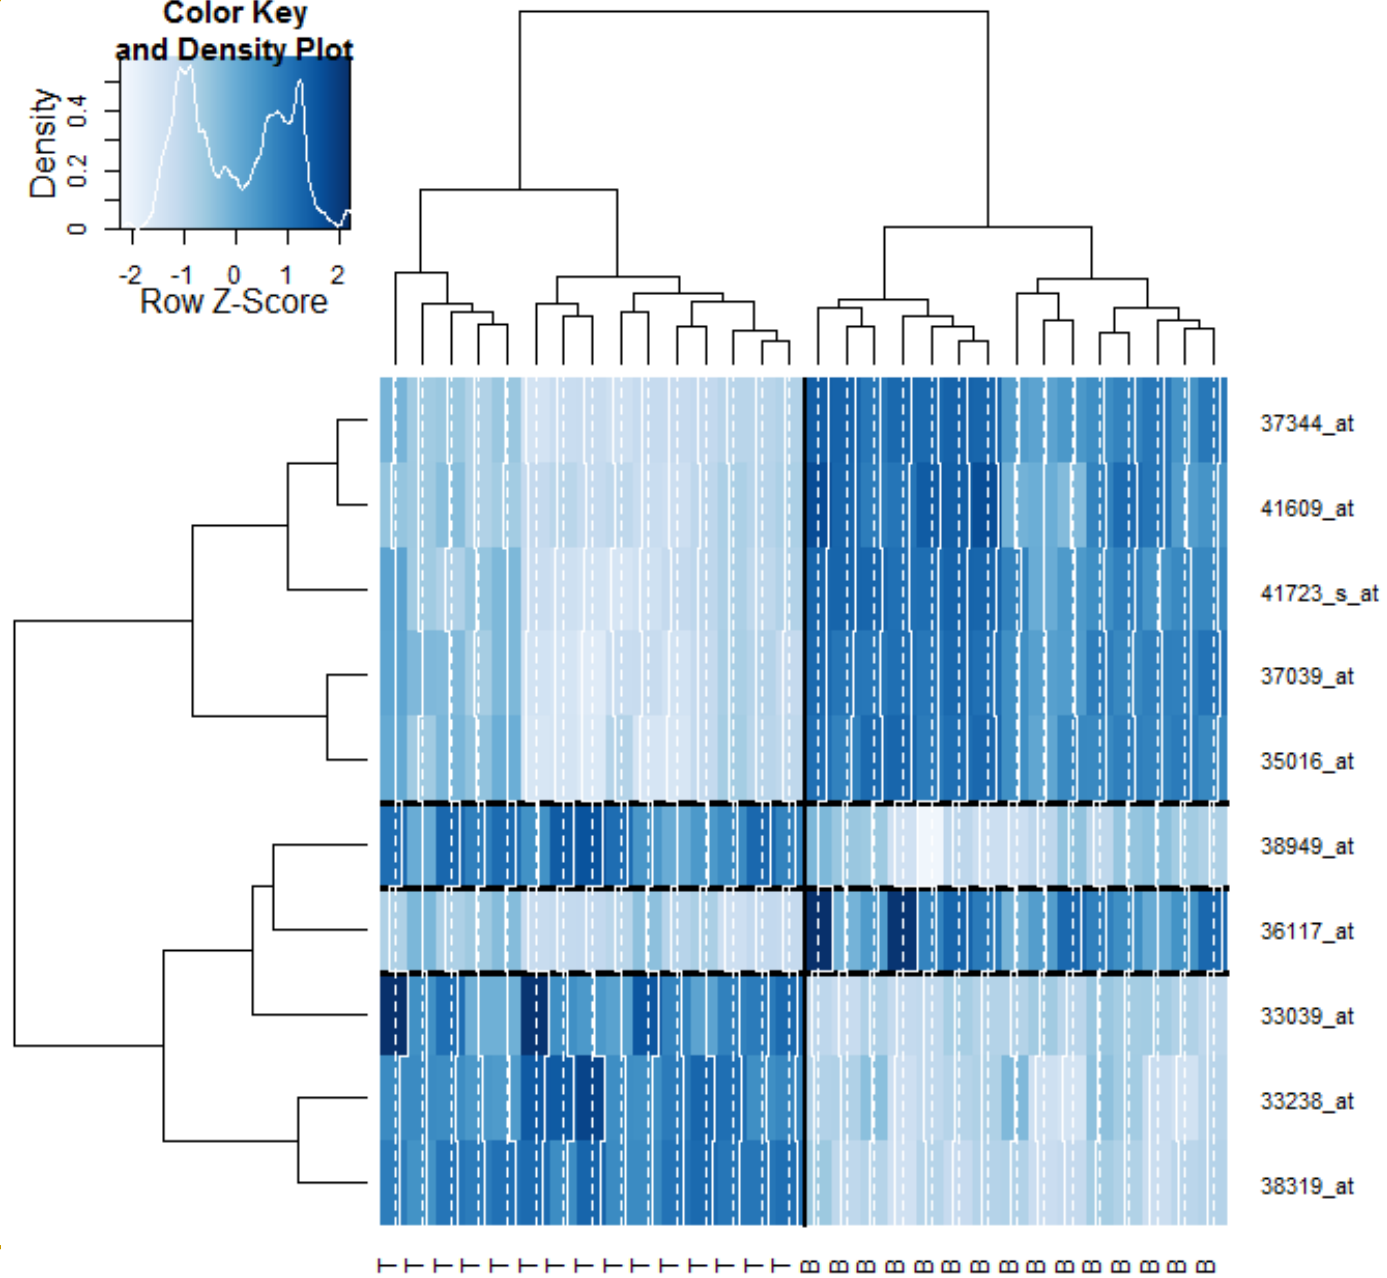 Color Key
and Density Plot
Density
0 0.2 0.4
-2 -1 0 1 2
Row Z-Score
37344_at
41609_at
41723_s_at
37039_at
35016_at
38949_at
36117_at
33039_at
33238_at
38319_at
T T T T T T T T T T T T T T T B B B B B B B B B B B B B B B